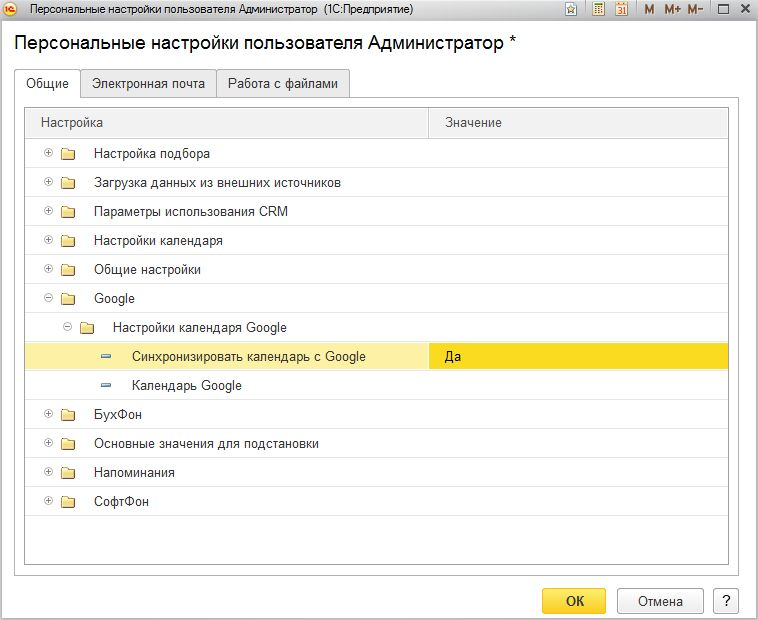 Персональные настройки пользователя Администратор (1С:Предприятие)
M M+ M-
31
Персональные настройки пользователя Администратор *
Общие Электронная почта Работа с файлами
Настройка Значение
Настройка подбора
Загрузка данных из внешних источников
Параметры использования CRM
Настройки календаря
Общие настройки
Google
Настройки календаря Google
Синхронизировать календарь с Google Да
Календарь Google
БухФон
Основные значения для подстановки
Напоминания
СофтФон
ОК Отмена ?